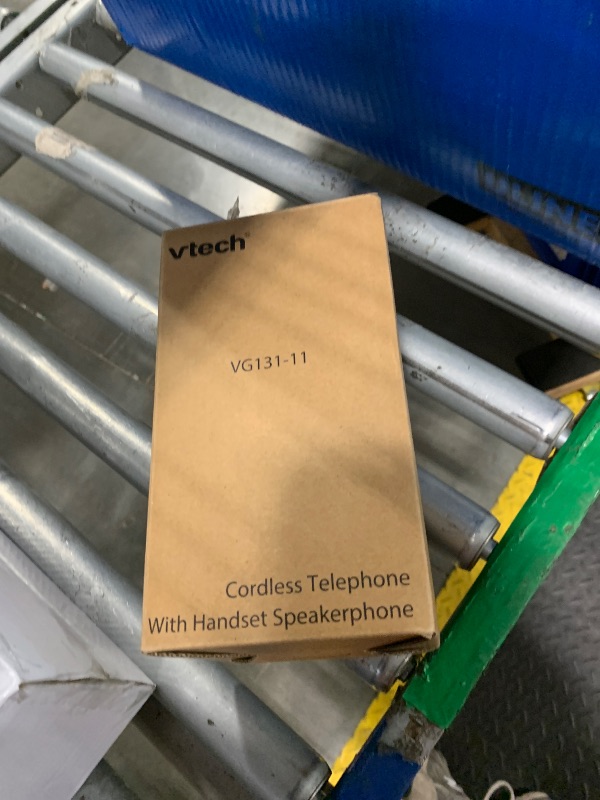 vtech®
VG131-11
Cordless Telephone
With Handset Speakerphone